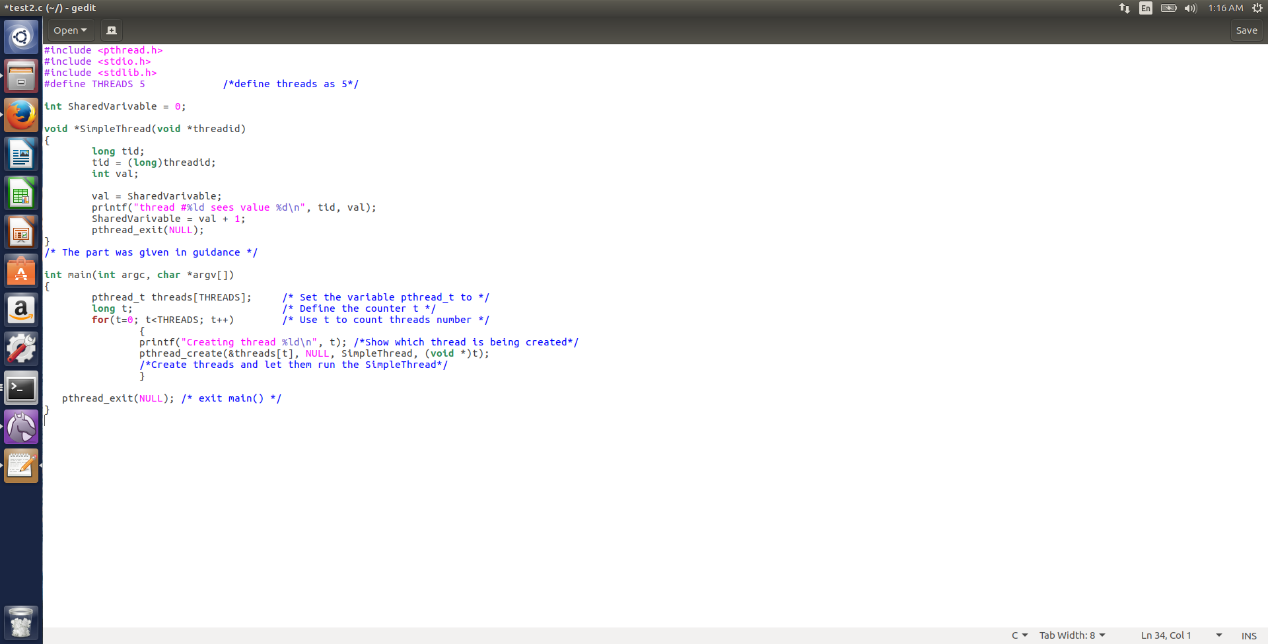 *test2.c (~/) - gedit
En
1:16 AM
Open
Save
#include <pthread.h>
#include <stdio.h>
#include <stdlib.h>
#define THREADS 5 /*define threads as 5*/
int SharedVarivable = 0;
void *SimpleThread(void *threadid)
{
long tid;
tid = (long)threadid;
int val;
val = SharedVarivable;
printf("thread #%ld sees value %d\n", tid, val);
SharedVarivable = val + 1;
pthread_exit(NULL);
}
/* The part was given in guidance */
int main(int argc, char *argv[])
{
pthread_t threads[THREADS]; /* Set the variable pthread_t to */
long t; /* Define the counter t */
for(t=0; t<THREADS; t++) /* Use t to count threads number */
{
printf("Creating thread %ld\n", t); /*Show which thread is being created*/
pthread_create(&threads[t], NULL, SimpleThread, (void *)t);
/*Create threads and let them run the SimpleThread*/
}
pthread_exit(NULL); /* exit main() */
}
C
Tab Width: 8
Ln 34, Col 1
INS